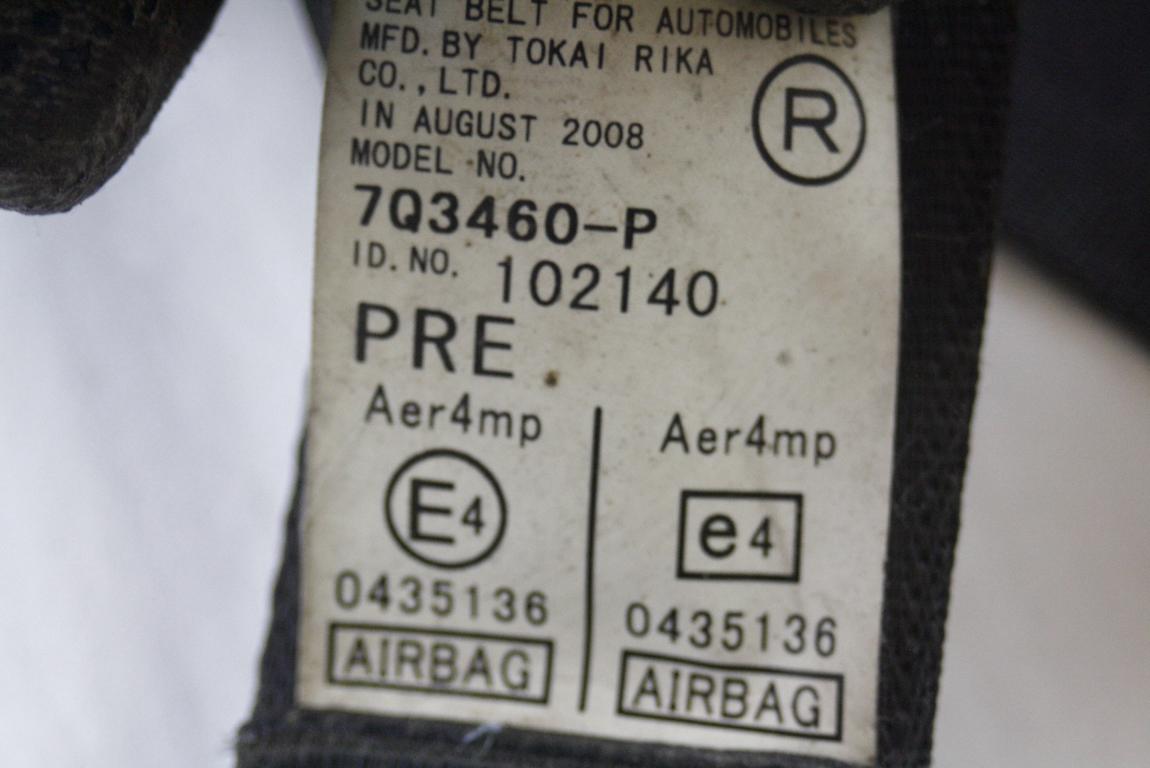 SEAT BELT FOR AUTOMOBILES
MFD. BY TOKAI RIKA
CO., LTD.
IN AUGUST 2008
R
MODEL NO.
7Q3460-P
ID. NO. 102140
PRE
Aer4mp
E4
0435136
AIRBAG
Aer4mp
e4
0435136
AIRBAG